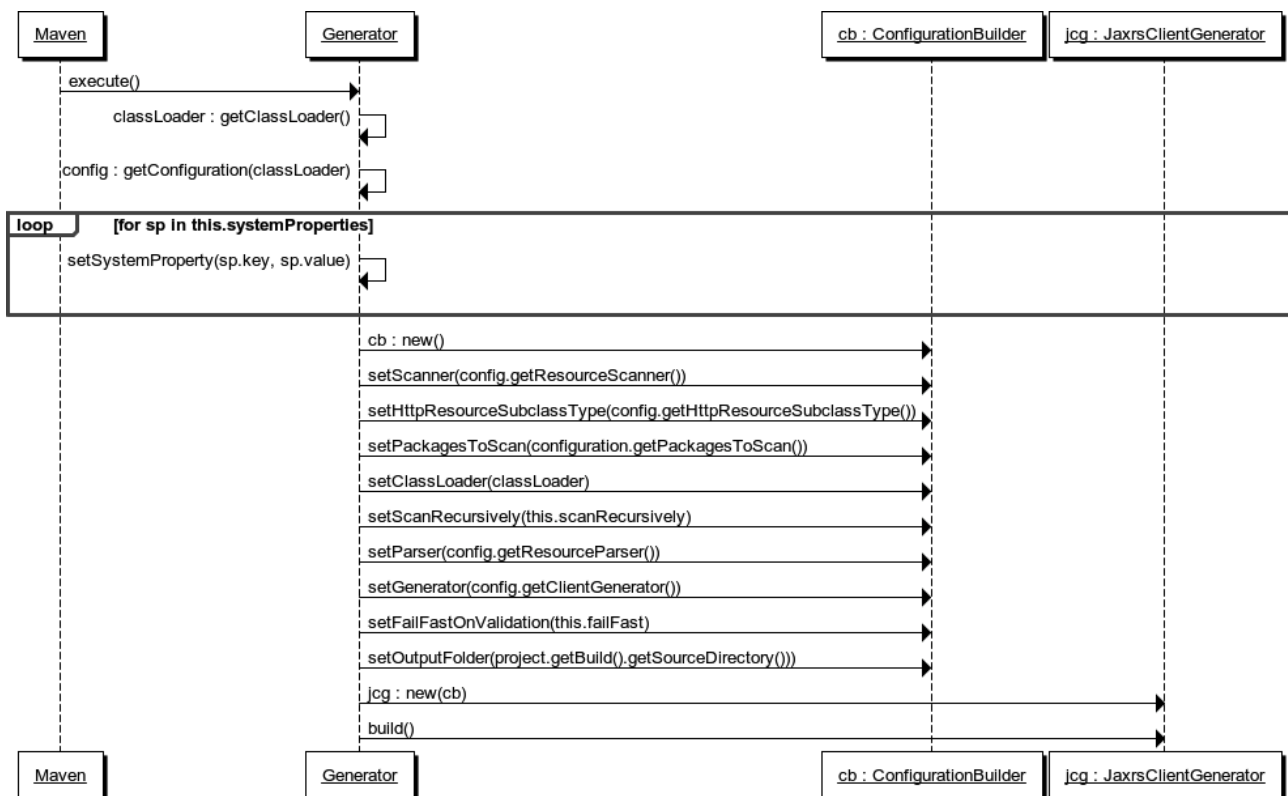 Maven
Generator
cb : ConfigurationBuilder
jcg : JaxrsClientGenerator
execute()
classLoader : getClassLoader()
config : getConfiguration(classLoader)
loop
[for sp in this.systemProperties]
setSystemProperty(sp.key, sp.value)
cb : new()
setScanner(config.getResourceScanner())
setHttpResourceSubclassType(config.getHttpResourceSubclassType())
setPackagesToScan(configuration.getPackagesToScan())
setClassLoader(classLoader)
setScanRecursively(this.scanRecursively)
setParser(config.getResourceParser())
setGenerator(config.getClientGenerator())
setFailFastOnValidation(this.failFast)
setOutputFolder(project.getBuild().getSourceDirectory()))
jcg : new(cb)
build()
Maven
Generator
cb : ConfigurationBuilder
jcg : JaxrsClientGenerator